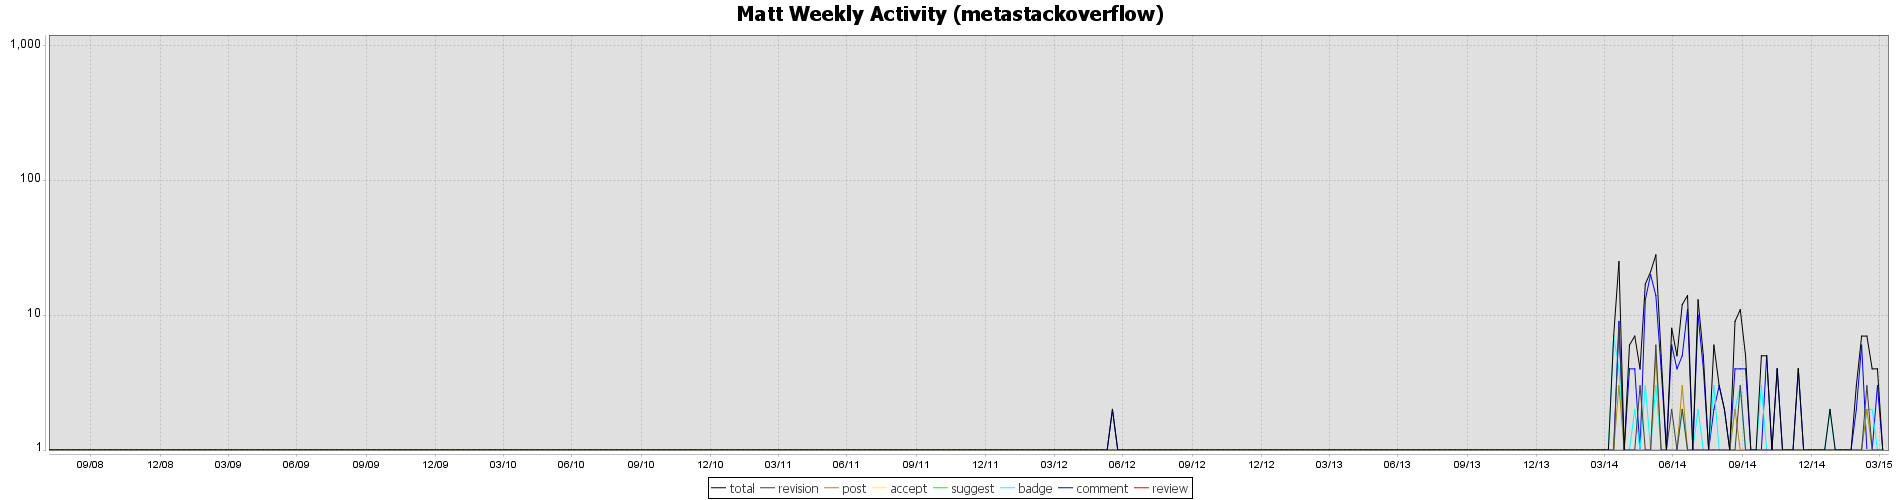 Matt Weekly Activity (metastackoverflow)
1,000
100
10
1
09/08 12/08 03/09 06/09 09/09 12/09 03/10 06/10 09/10 12/10 03/11 06/11 09/11 12/11 03/12 06/12 09/12 12/12 03/13 06/13 09/13 12/13 03/14 06/14 09/14 12/14 03/15
total revision post accept suggest badge comment review